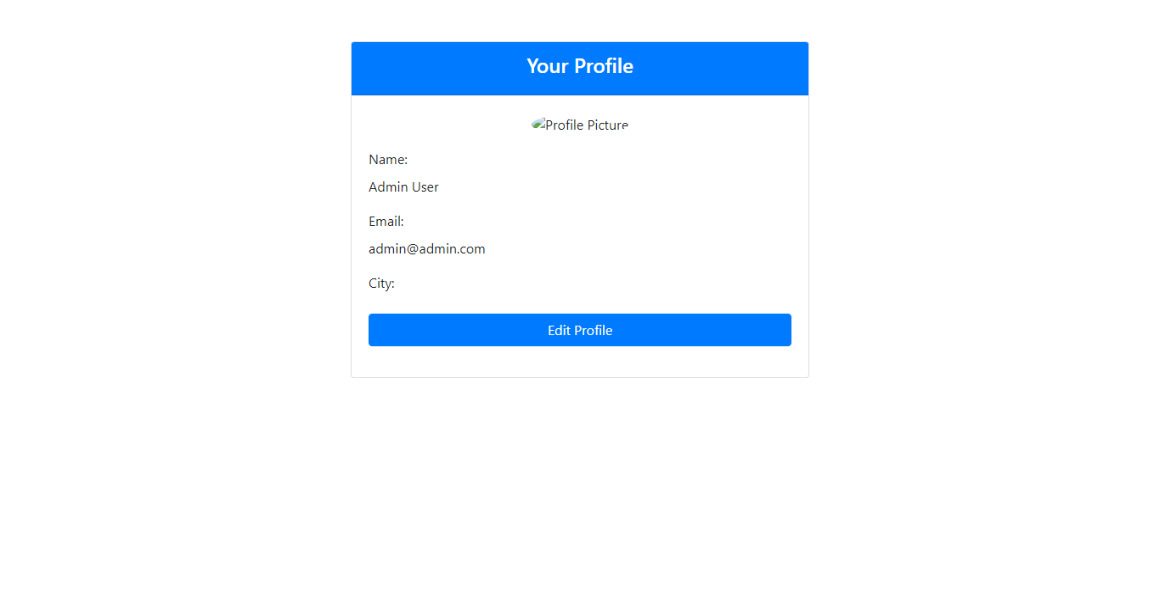 Your Profile
Profile Picture
Name:
Admin User
Email:
admin@admin.com
City:
Edit Profile